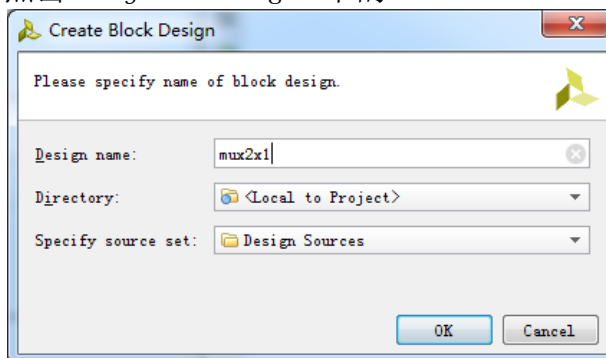 Create Block Design
Please specify name of block design.
Design name: mux2x1
Directory: <Local to Project>
Specify source set: Design Sources
OK Cancel